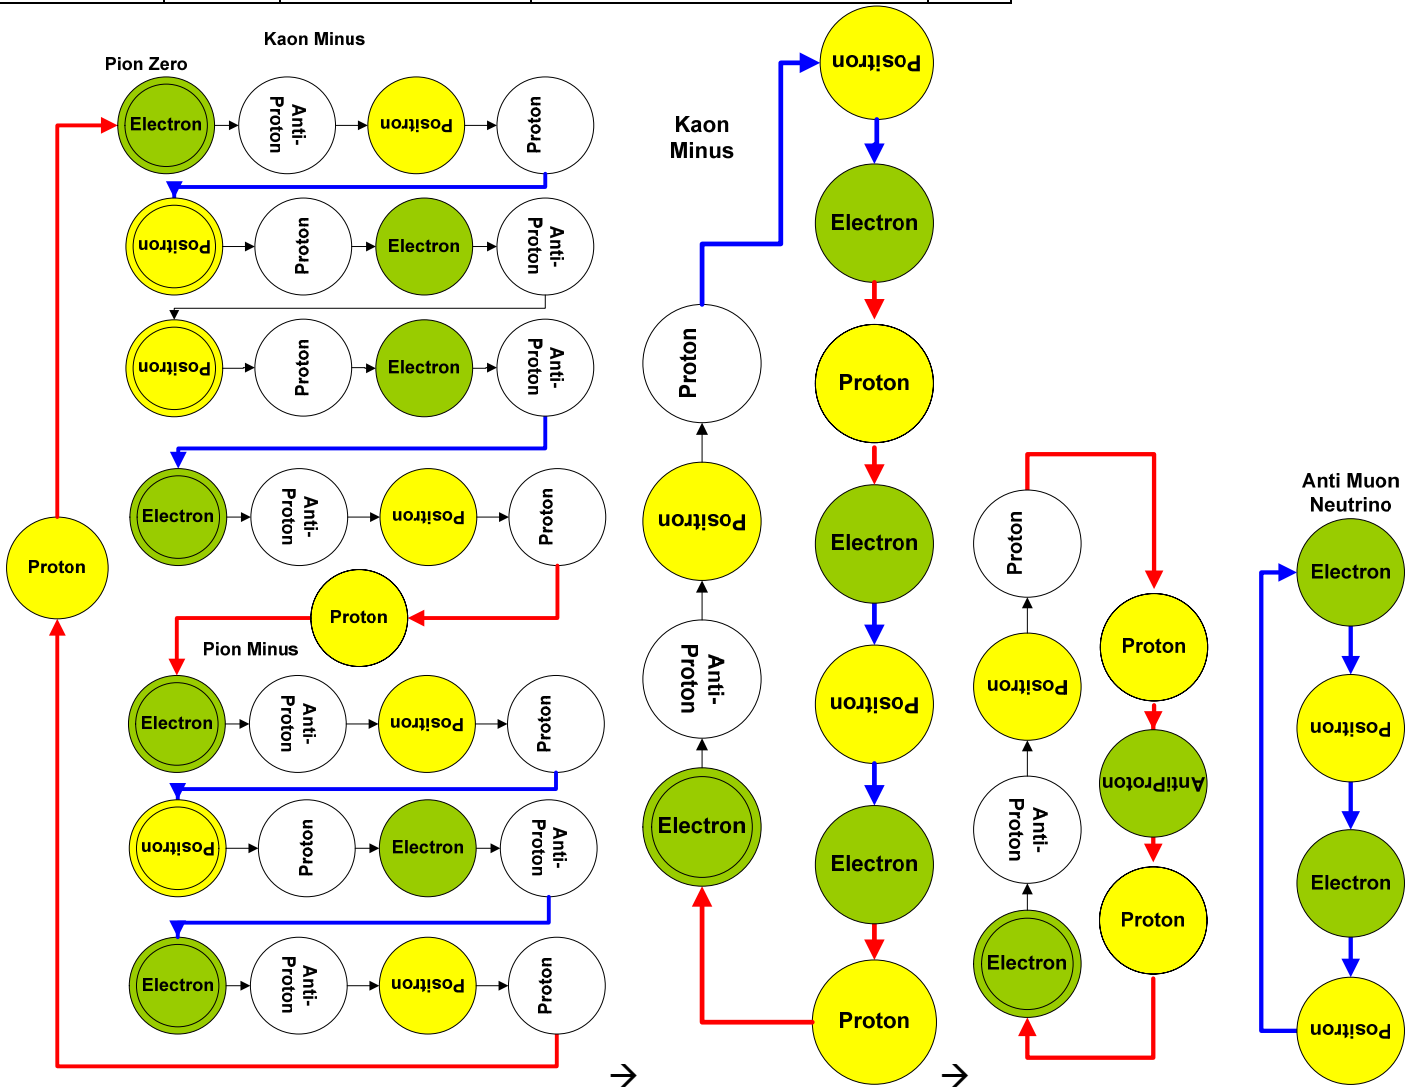 Kaon Minus
Pion Zero
Electron
Anti-
Proton
Positron
Proton
Positron
Proton
Electron
Anti-
Proton
Positron
Proton
Electron
Anti-
Proton
Electron
Anti-
Proton
Positron
Proton
Proton
Proton
Pion Minus
Electron
Anti-
Proton
Positron
Proton
Positron
Proton
Electron
Anti-
Proton
Electron
Anti-
Proton
Positron
Proton
→
Kaon
Minus
Proton
Positron
Anti-
Proton
Electron
Positron
Electron
Proton
Electron
Positron
Electron
Proton
→
Proton
Positron
Anti-
Proton
Electron
Proton
AntiProton
Proton
Anti Muon
Neutrino
Electron
Positron
Electron
Positron